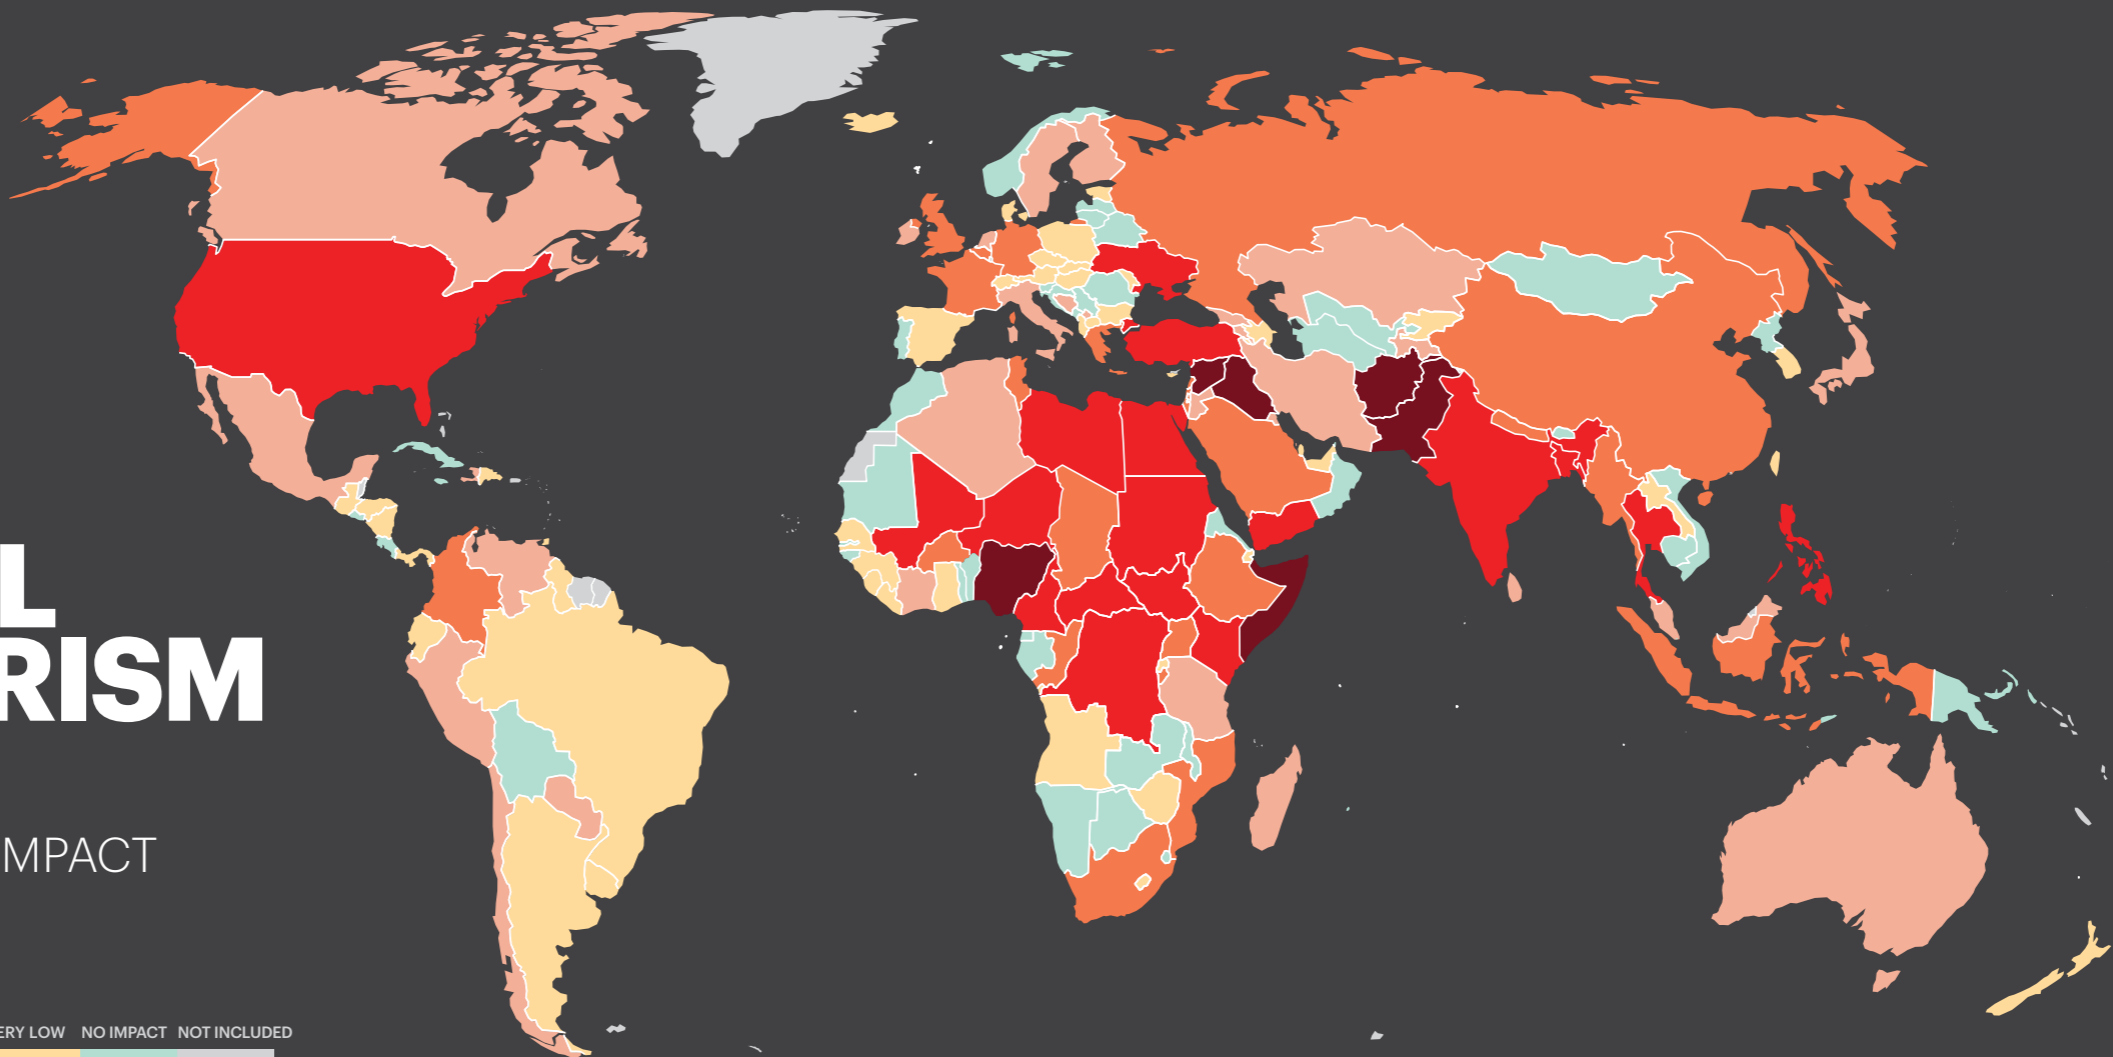 L
RISM
MPACT
ERY LOW NO IMPACT NOT INCLUDED